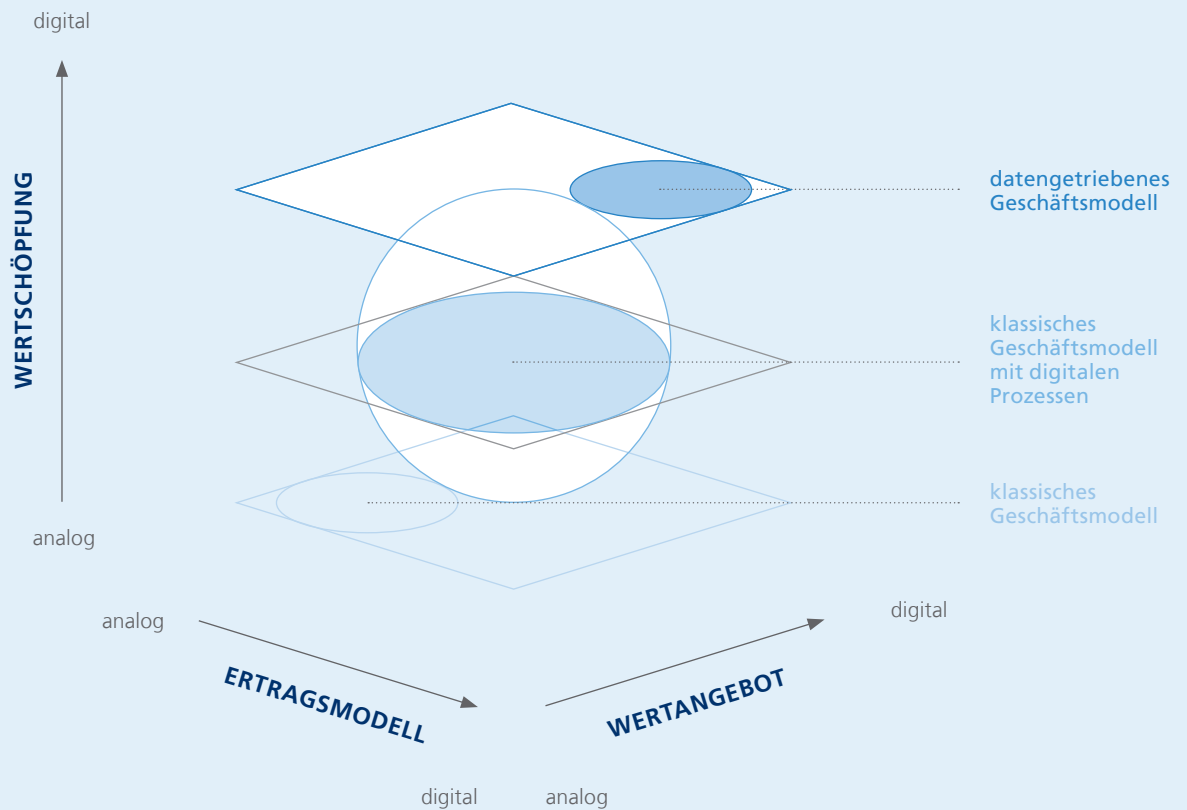 digital
WERTSCHÖPFUNG
datengetriebenes
Geschäftsmodell
klassisches
Geschäftsmodell
mit digitalen
Prozessen
klassisches
Geschäftsmodell
analog
analog
digital
ERTRAGSMODELL
WERTANGEBOT
digital
analog